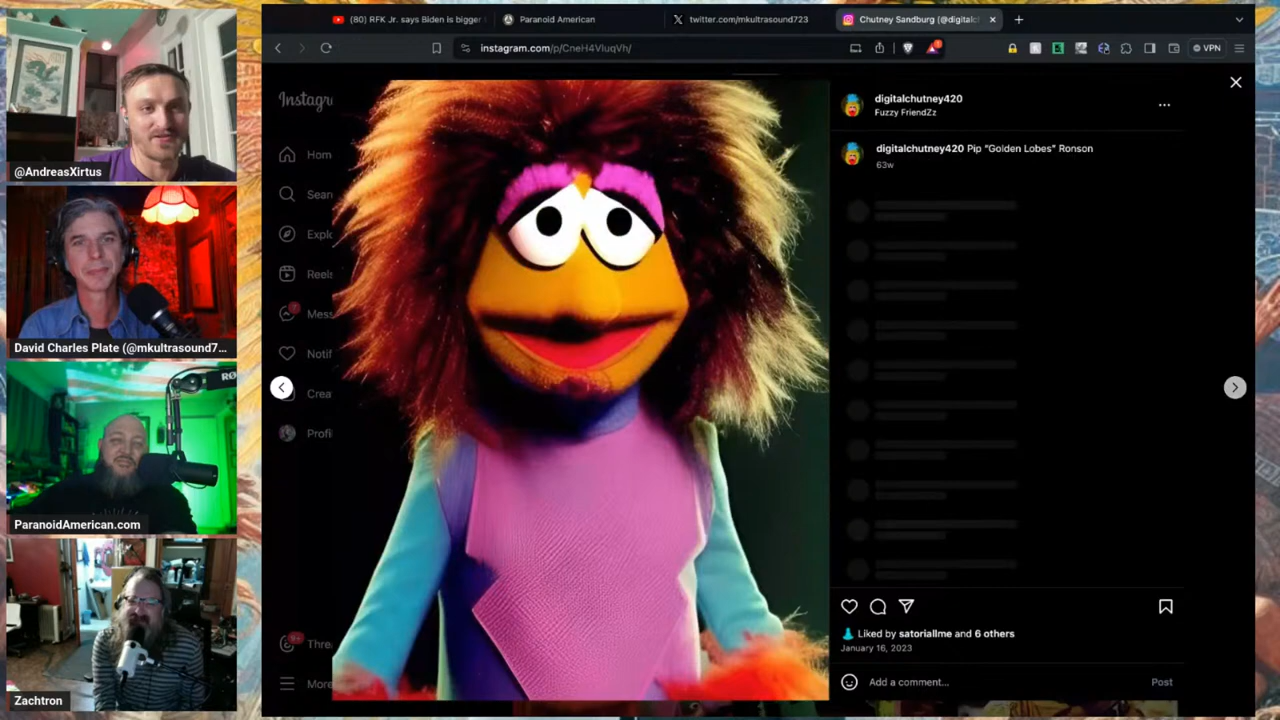 @AndreasXirtus
David Charles Plate (@mkultrasound7...
RØ
ParanoidAmerican.com
Zachtron
(80) RFK Jr. says Biden is bigger
Paranoid American
twitter.com/mkultrasound723
Chutney Sandburg (@digitalc
instagram.com/p/CneH4VIuqVh/
VPN
Instagr
Hom
Sear
Explo
Reels
Mess
Notif
Crea
Profi
9+
Thre
More
digitalchutney420
Fuzzy FriendZz
digitalchutney420 Pip “Golden Lobes” Ronson
63w
Liked by satoriallme and 6 others
January 16, 2023
Add a comment...
Post